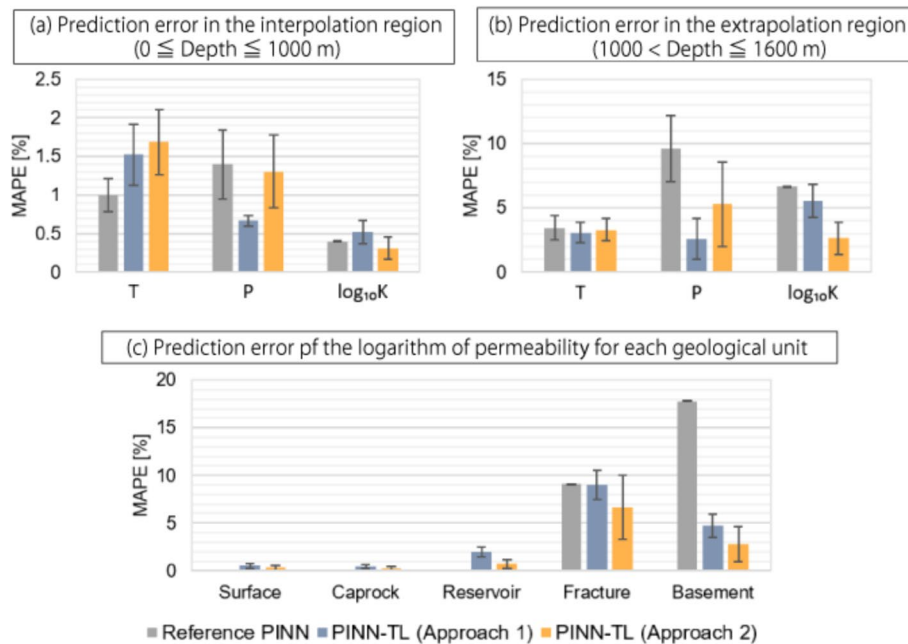 (a) Prediction error in the interpolation region
(0 ≦ Depth ≦ 1000 m)
(b) Prediction error in the extrapolation region
(1000 < Depth ≦ 1600 m)
2.5
2
1.5
1
0.5
0
MAPE [%]
T
P
log₁₀K
15
10
5
0
MAPE [%]
T
P
log₁₀K
(c) Prediction error pf the logarithm of permeability for each geological unit
20
15
10
5
0
MAPE [%]
Surface
Caprock
Reservoir
Fracture
Basement
Reference PINN
PINN-TL (Approach 1)
PINN-TL (Approach 2)